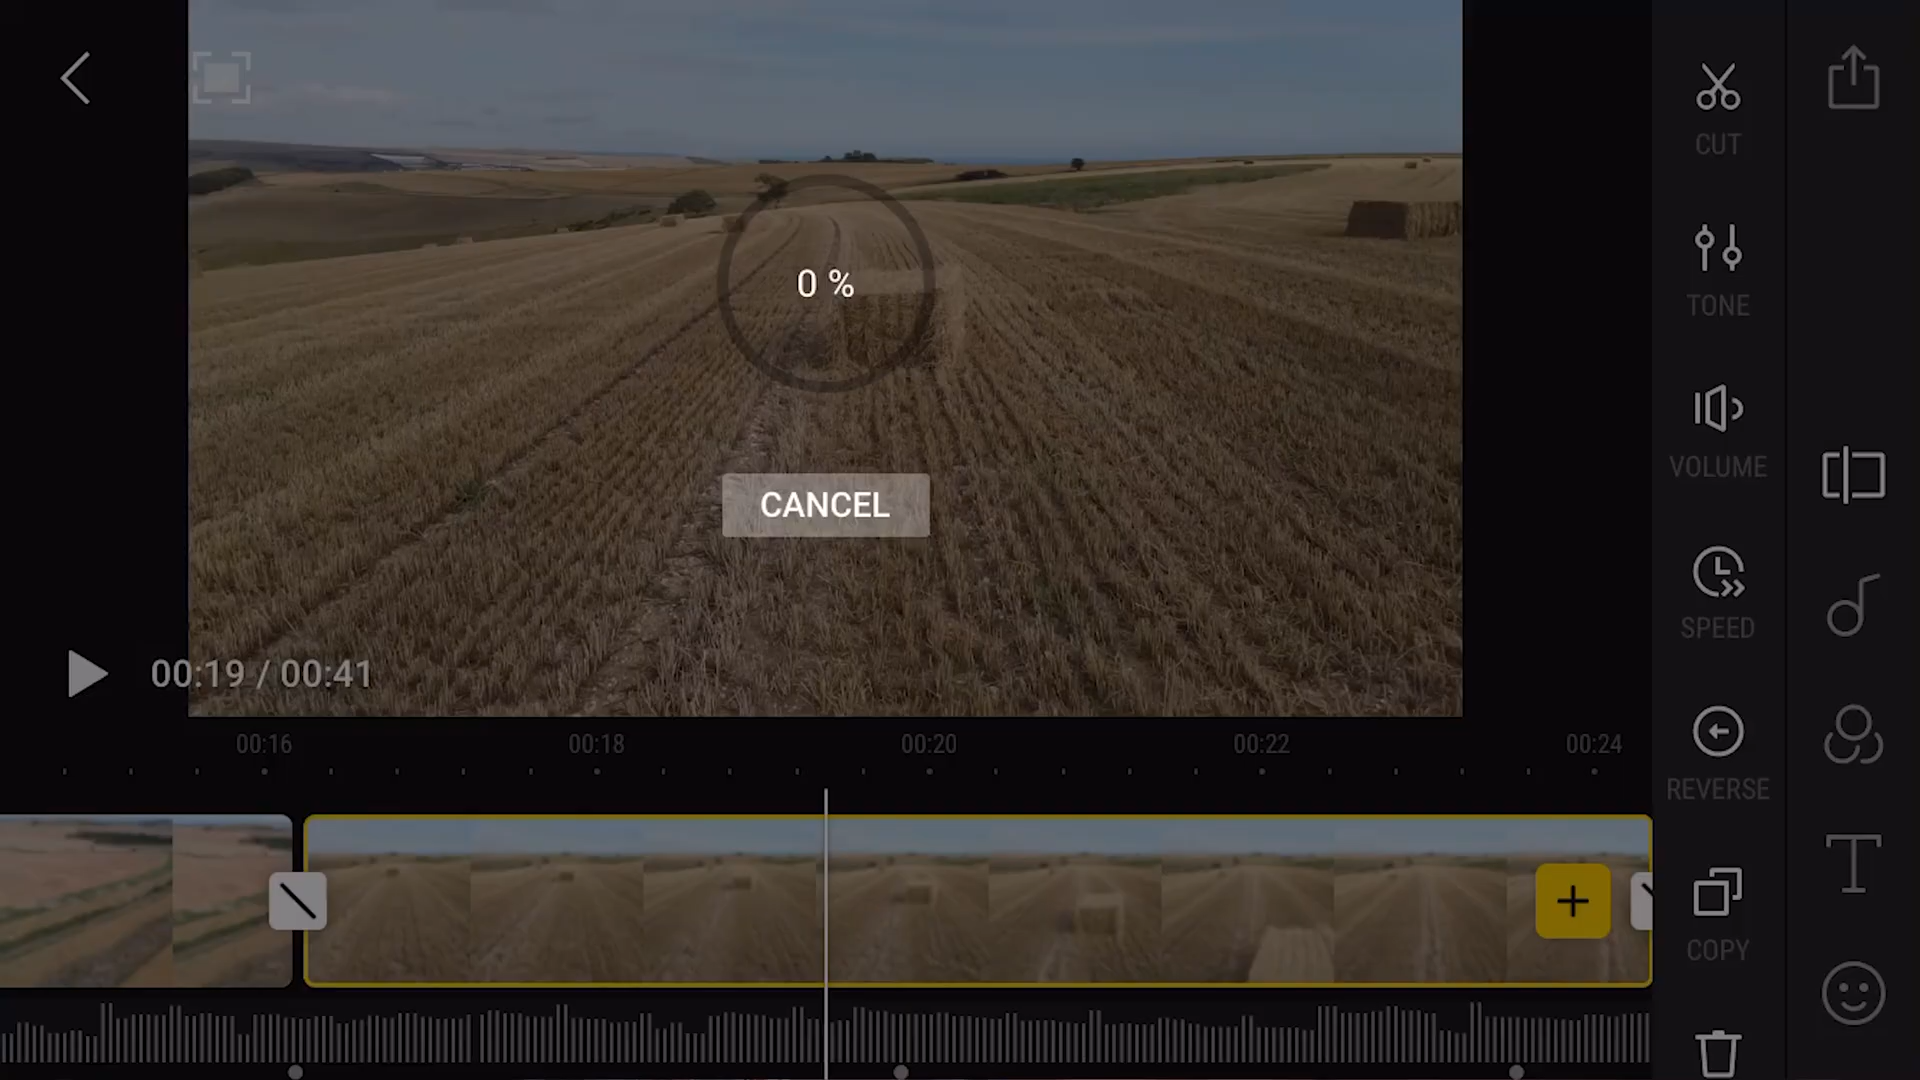 CUT
TONE
0 %
VOLUME
CANCEL
SPEED
00:19 / 00:41
00:16
00:18
00:20
00:22
00:24
REVERSE
COPY